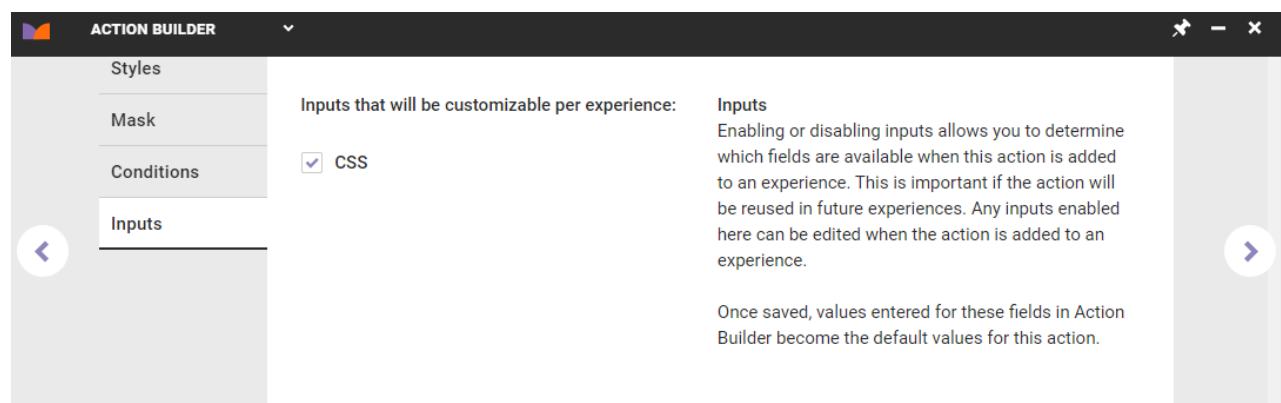 ACTION BUILDER
Styles
Mask
Conditions
Inputs
Inputs that will be customizable per experience:
CSS
Inputs
Enabling or disabling inputs allows you to determine
which fields are available when this action is added
to an experience. This is important if the action will
be reused in future experiences. Any inputs enabled
here can be edited when the action is added to an
experience.
Once saved, values entered for these fields in Action
Builder become the default values for this action.